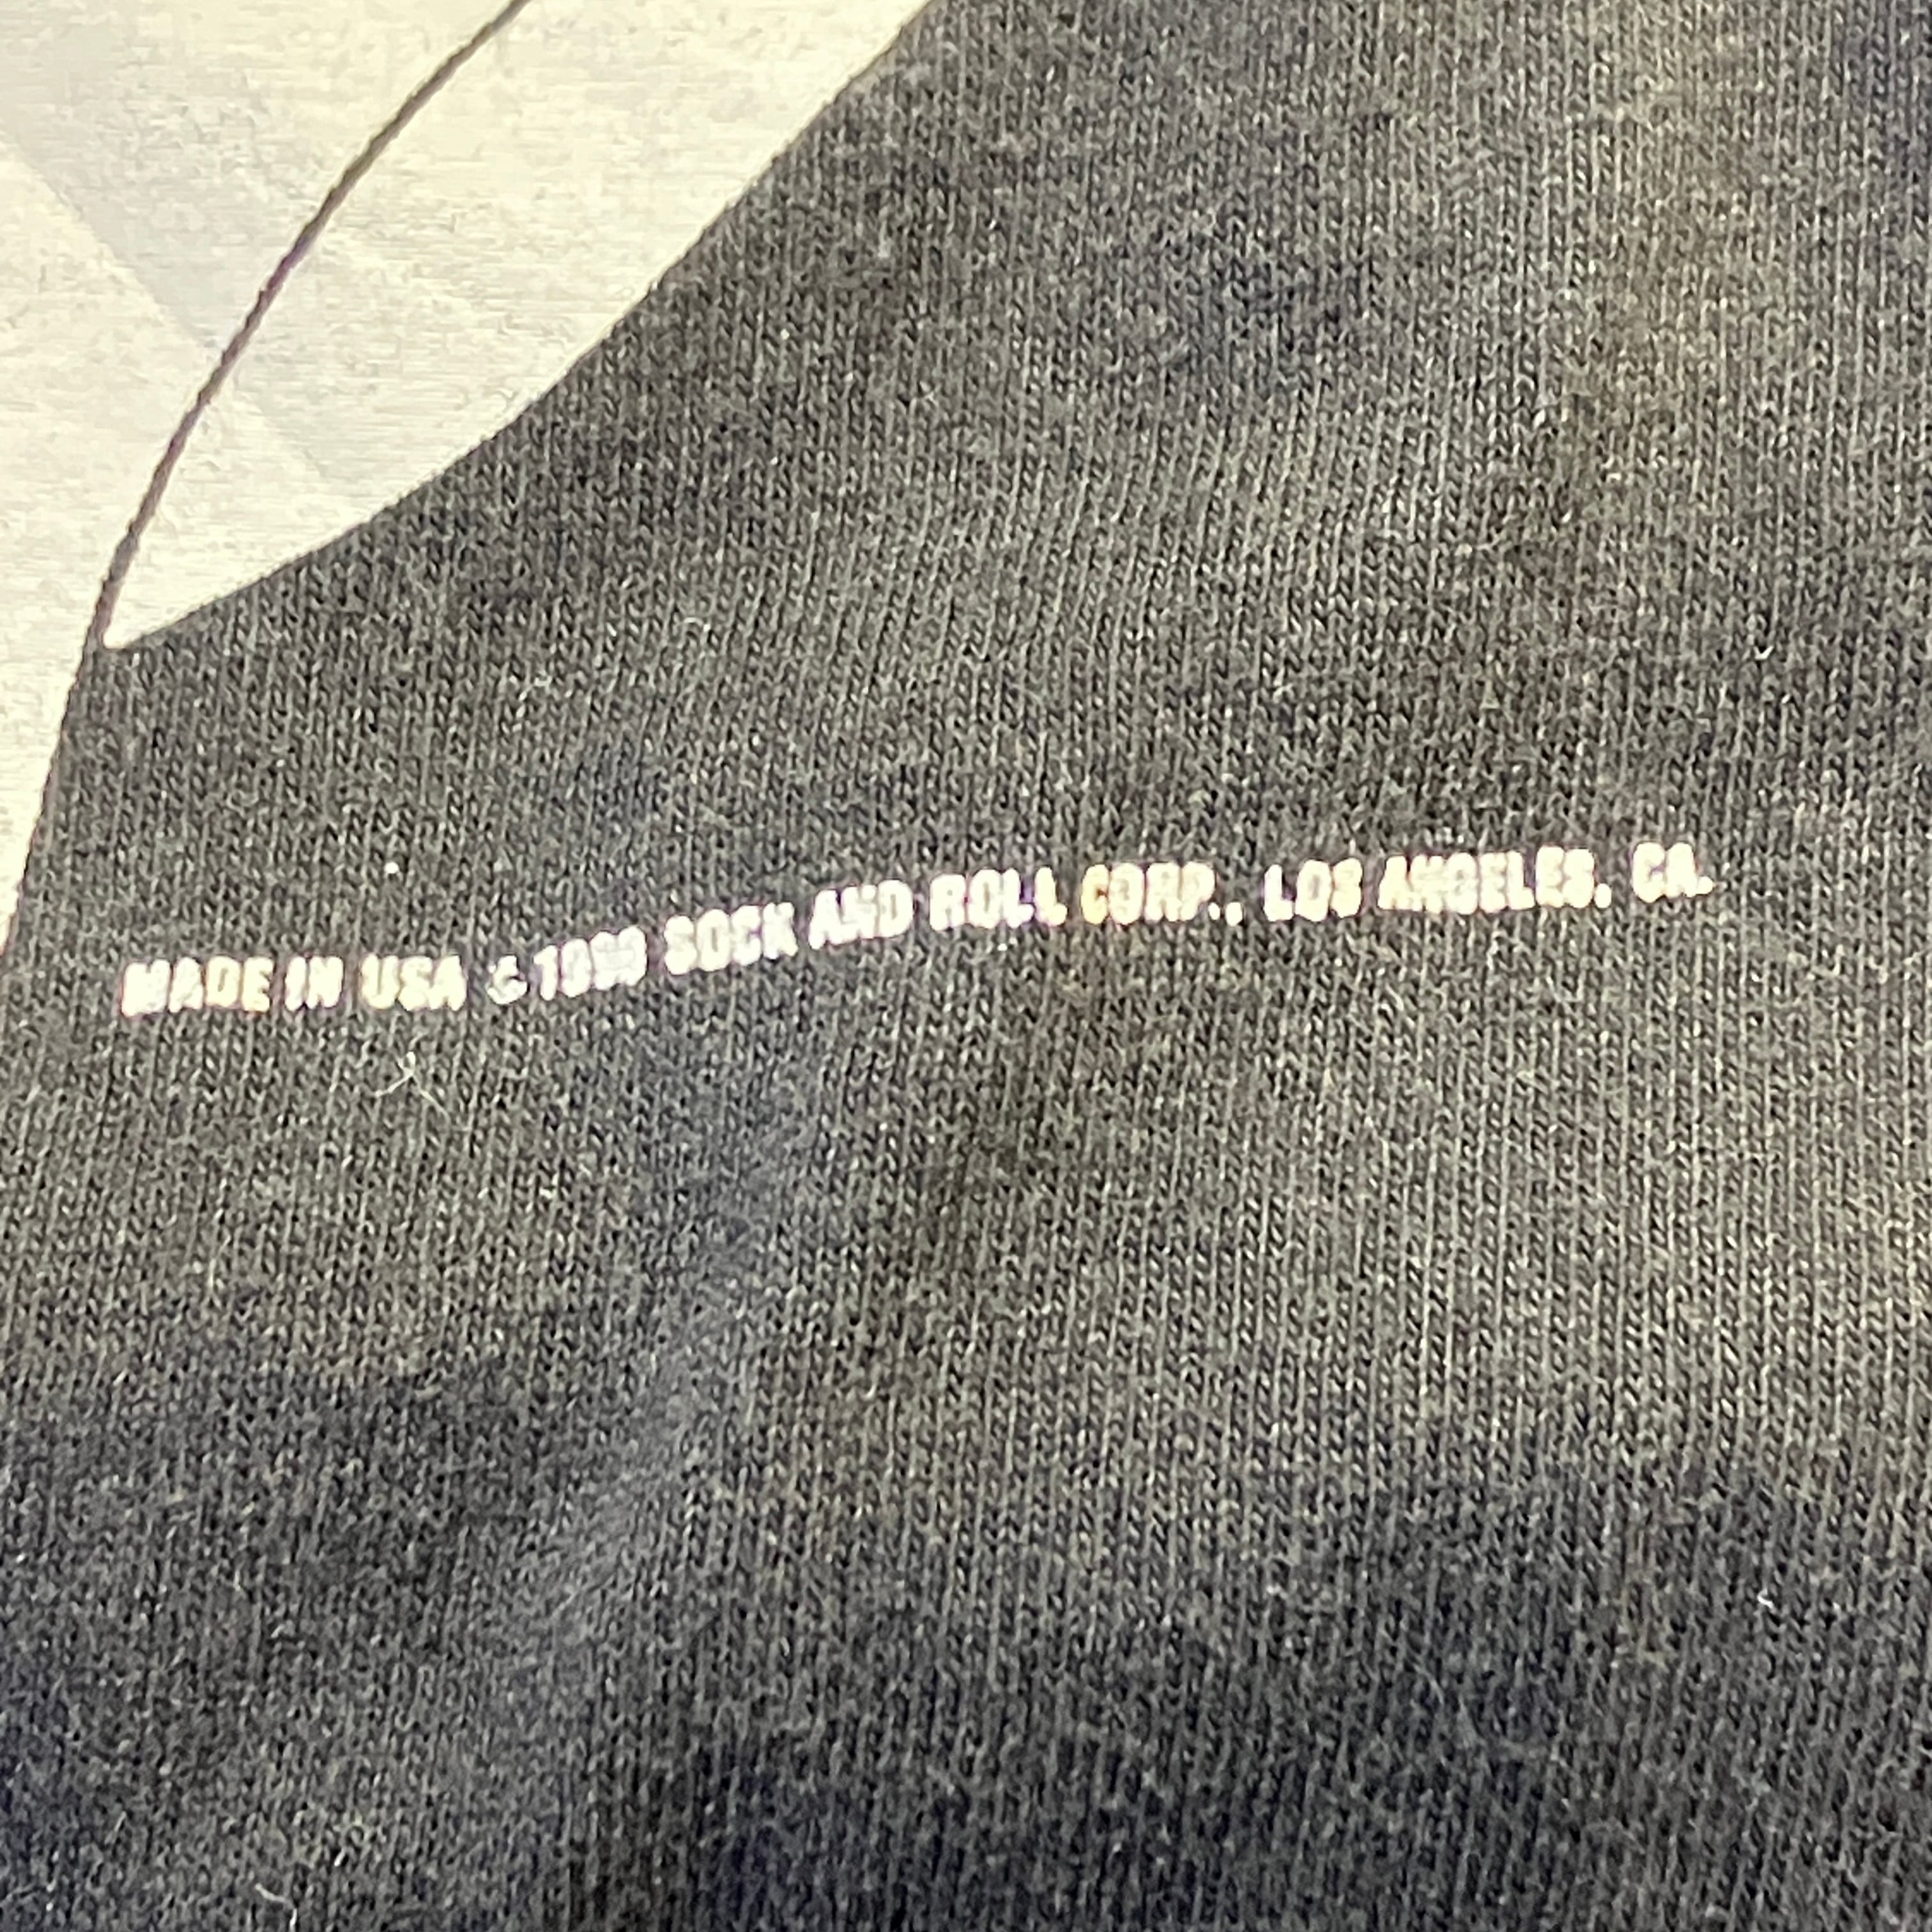 MADE IN USA © SOCK AND ROLL CORP., LOS ANGELES, CA.